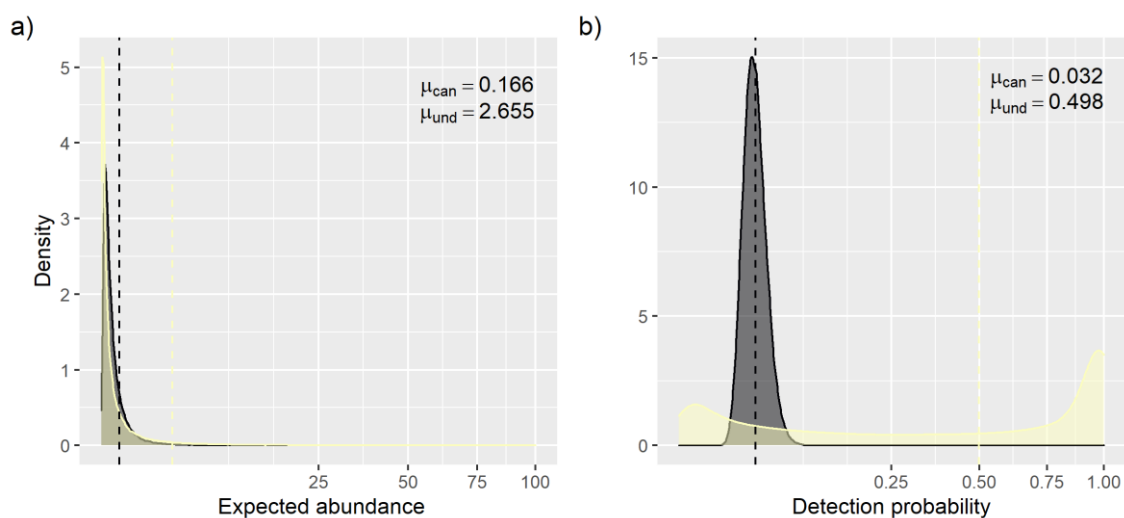 a)
μcan = 0.166
μund = 2.655
5
4
3
2
1
0
Density
25 50 75 100
Expected abundance
b)
μcan = 0.032
μund = 0.498
15
10
5
0
0.25 0.50 0.75 1.00
Detection probability